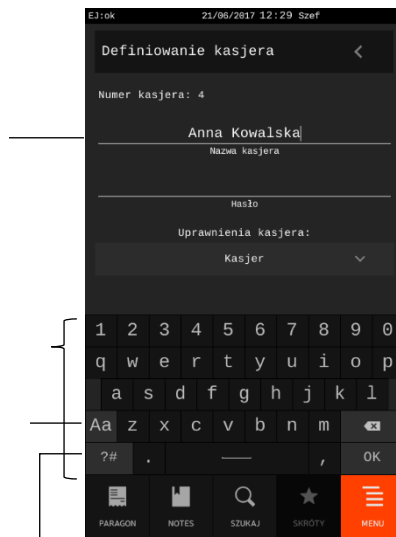 EJ:ok 21/06/2017 12:29 Szef
Definiowanie kasjera
Numer kasjera: 4
Anna Kowalska
Nazwa kasjera
Hasło
Uprawnienia kasjera:
Kasjer
1 2 3 4 5 6 7 8 9 0
q w e r t y u i o p
a s d f g h j k l
Aa z x c v b n m
?# . , OK
PARAGON NOTES SZUKAJ SKRÓTY MENU